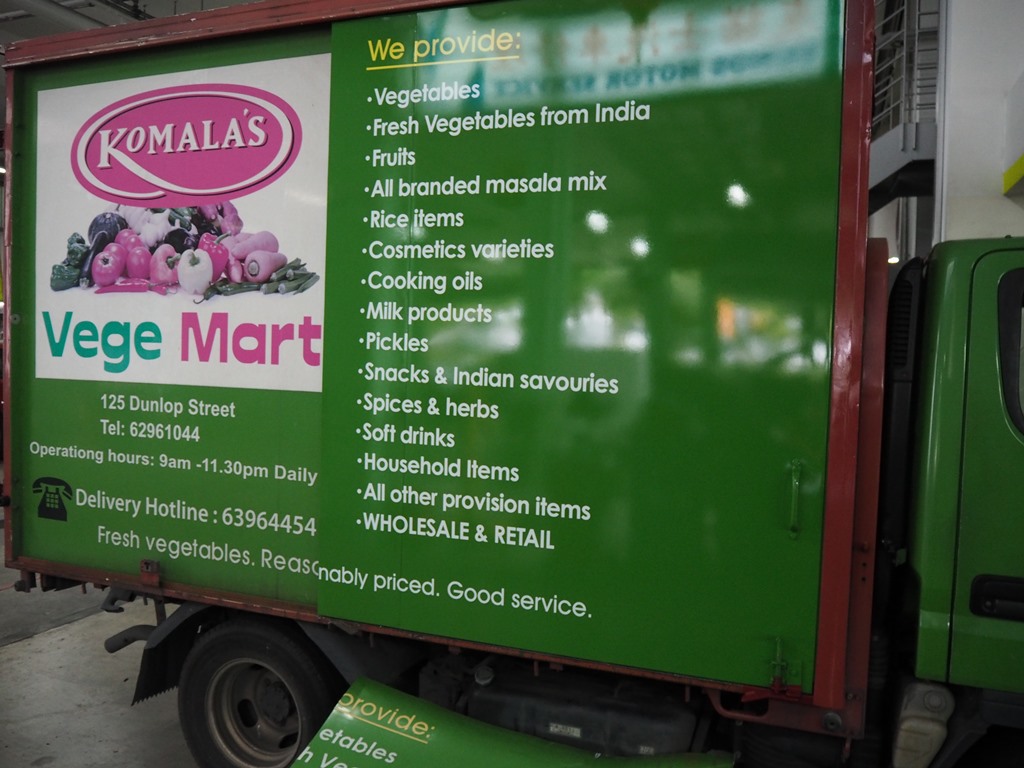 KOMALA'S
Vege Mart
125 Dunlop Street
Tel: 62961044
Operationg hours: 9am -11.30pm Daily
Delivery Hotline : 63964454
Fresh vegetables. Reasonably priced. Good service.
We provide:
·Vegetables
·Fresh Vegetables from India
·Fruits
·All branded masala mix
·Rice items
·Cosmetics varieties
·Cooking oils
·Milk products
·Pickles
·Snacks & Indian savouries
·Spices & herbs
·Soft drinks
·Household Items
·All other provision items
·WHOLESALE & RETAIL
provide:
etables